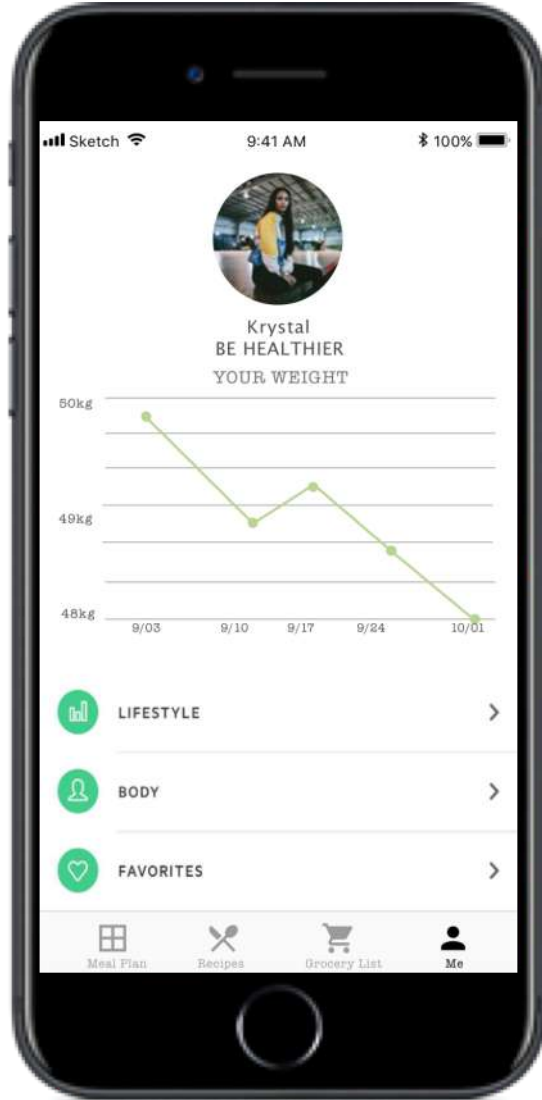 Sketch 9:41 AM 100%
Krystal
BE HEALTHIER
YOUR WEIGHT
50kg
49kg
48kg
9/03 9/10 9/17 9/24 10/01
LIFESTYLE
BODY
FAVORITES
Meal Plan Recipes Grocery List Me